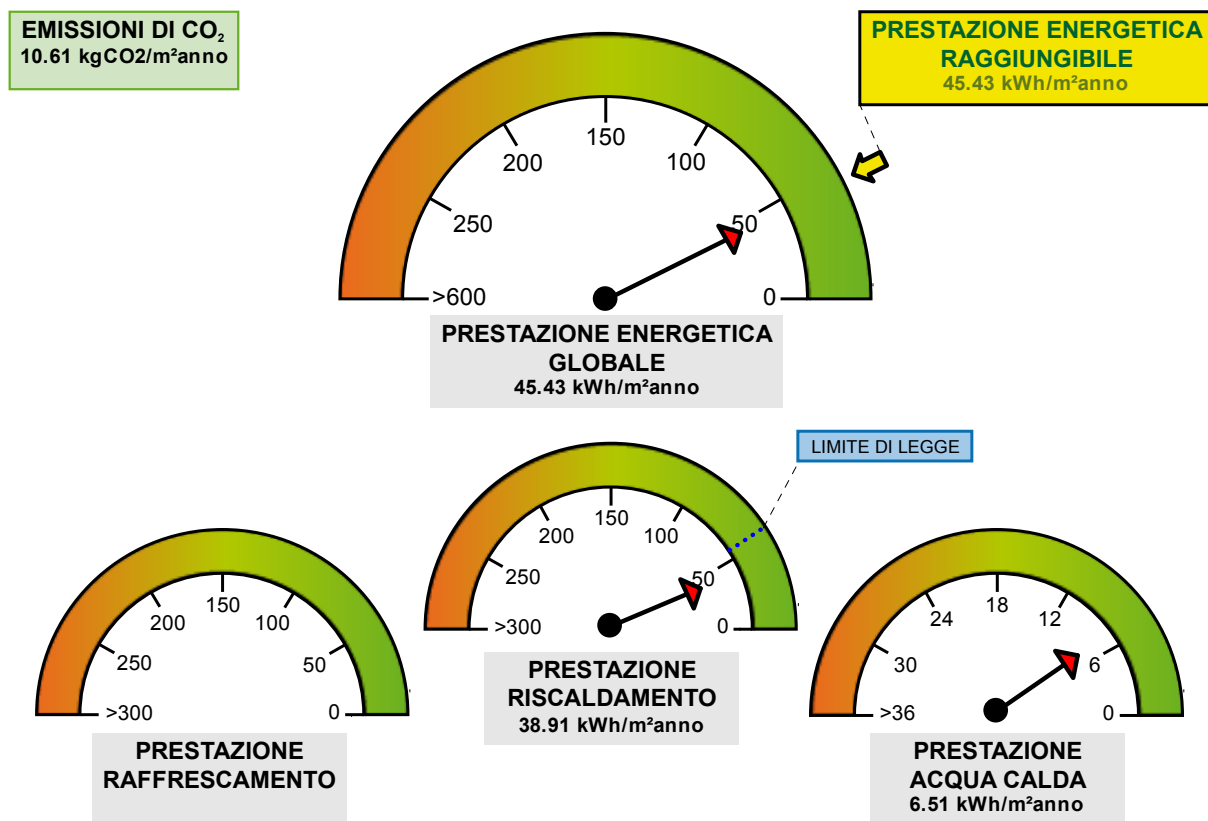 EMISSIONI DI CO₂
10.61 kgCO2/m²anno
PRESTAZIONE ENERGETICA
RAGGIUNGIBILE
45.43 kWh/m²anno
>600
250
200
150
100
50
0
PRESTAZIONE ENERGETICA
GLOBALE
45.43 kWh/m²anno
LIMITE DI LEGGE
>300
250
200
150
100
50
0
PRESTAZIONE
RAFFRESCAMENTO
>300
250
200
150
100
50
0
PRESTAZIONE
RISCALDAMENTO
38.91 kWh/m²anno
>36
30
24
18
12
6
0
PRESTAZIONE
ACQUA CALDA
6.51 kWh/m²anno